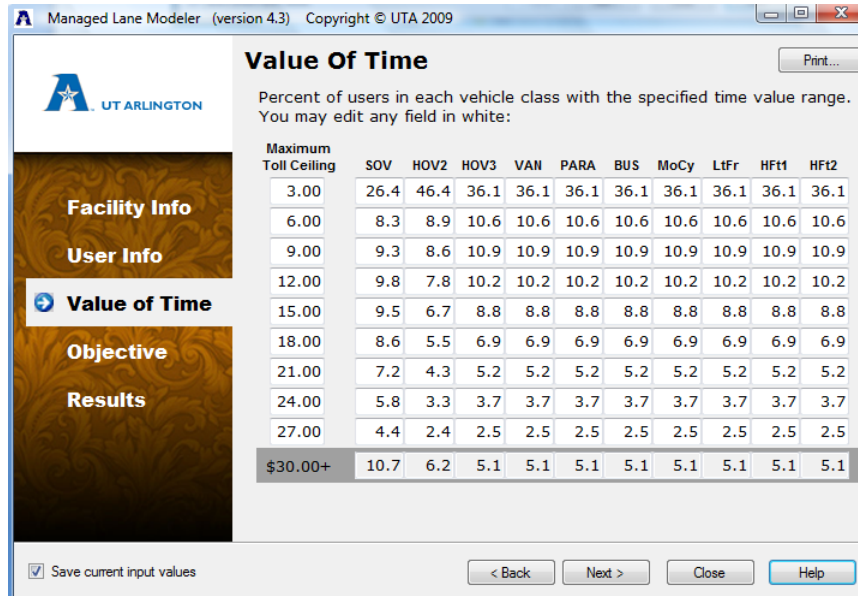 Managed Lane Modeler (version 4.3) Copyright © UTA 2009
UT ARLINGTON
Facility Info
User Info
Value of Time
Objective
Results
Value Of Time
Print...
Percent of users in each vehicle class with the specified time value range.
You may edit any field in white:
Maximum
Toll Ceiling SOV HOV2 HOV3 VAN PARA BUS MoCy LtFr HFt1 HFt2
3.00 26.4 46.4 36.1 36.1 36.1 36.1 36.1 36.1 36.1 36.1
6.00 8.3 8.9 10.6 10.6 10.6 10.6 10.6 10.6 10.6 10.6
9.00 9.3 8.6 10.9 10.9 10.9 10.9 10.9 10.9 10.9 10.9
12.00 9.8 7.8 10.2 10.2 10.2 10.2 10.2 10.2 10.2 10.2
15.00 9.5 6.7 8.8 8.8 8.8 8.8 8.8 8.8 8.8 8.8
18.00 8.6 5.5 6.9 6.9 6.9 6.9 6.9 6.9 6.9 6.9
21.00 7.2 4.3 5.2 5.2 5.2 5.2 5.2 5.2 5.2 5.2
24.00 5.8 3.3 3.7 3.7 3.7 3.7 3.7 3.7 3.7 3.7
27.00 4.4 2.4 2.5 2.5 2.5 2.5 2.5 2.5 2.5 2.5
$30.00+ 10.7 6.2 5.1 5.1 5.1 5.1 5.1 5.1 5.1 5.1
Save current input values
< Back Next > Close Help